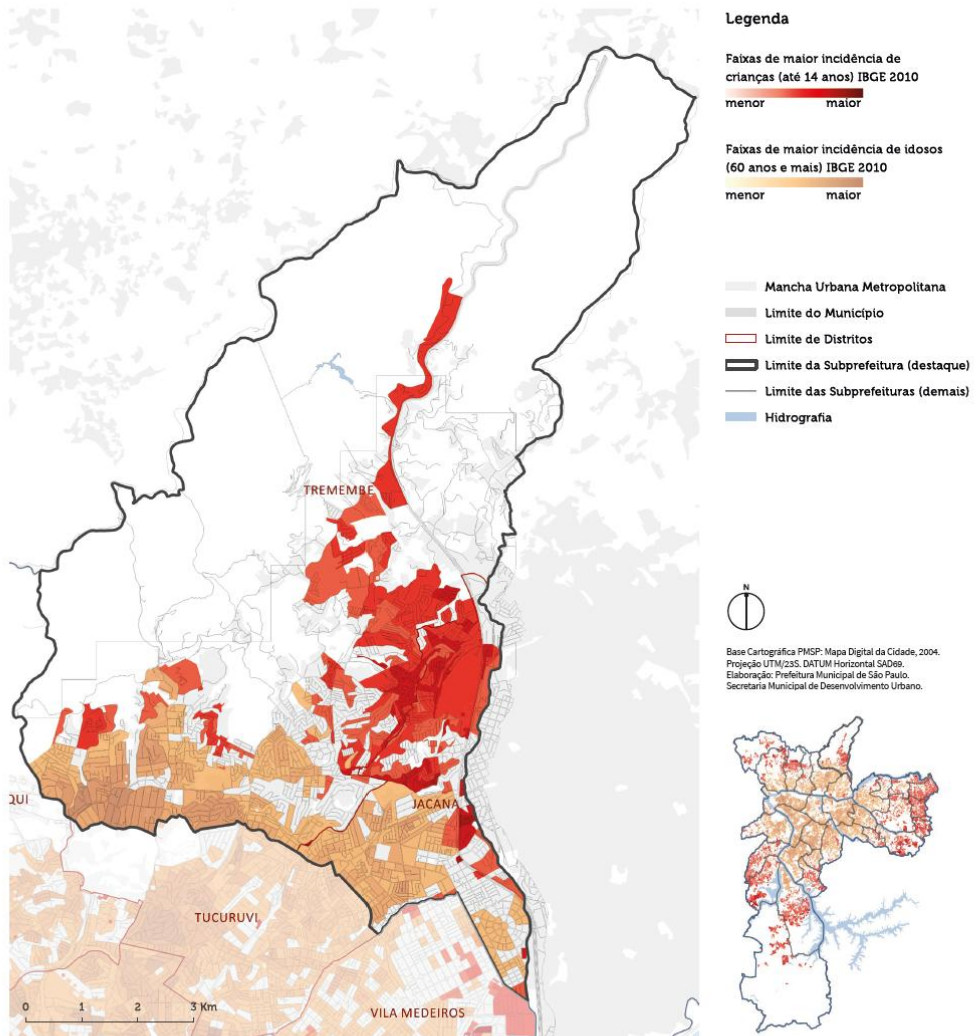 Legenda
Faixas de maior incidência de
crianças (até 14 anos) IBGE 2010
menor maior
Faixas de maior incidência de idosos
(60 anos e mais) IBGE 2010
menor maior
Mancha Urbana Metropolitana
Limite do Município
Limite de Distritos
Limite da Subprefeitura (destaque)
Limite das Subprefeituras (demais)
Hidrografia
TREMEMBÉ
N
Base Cartográfica PMSP: Mapa Digital da Cidade, 2004.
Projeção UTM/23S. DATUM Horizontal SAD69.
Elaboração: Prefeitura Municipal de São Paulo.
Secretaria Municipal de Desenvolvimento Urbano.
QUI
JAÇANÃ
TUCURUVI
0 1 2 3 Km
VILA MEDEIROS